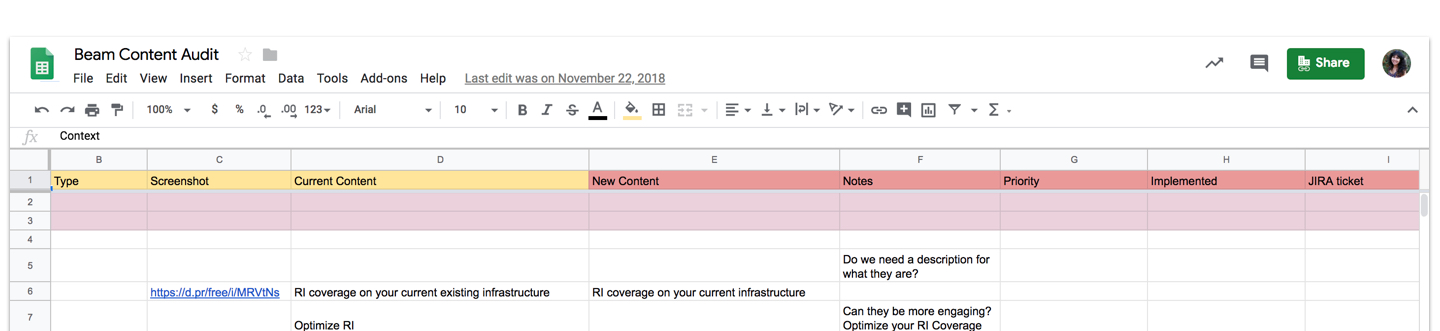 Beam Content Audit
File Edit View Insert Format Data Tools Add-ons Help Last edit was on November 22, 2018
Share
100% $ % .0 .00 123 Arial 10 B I S A Σ
fx Context
B C D E F G H I
1 Type Screenshot Current Content New Content Notes Priority Implemented JIRA ticket
2
3
4
5 Do we need a description for
what they are?
6 https://d.pr/free/i/MRVtNs RI coverage on your current existing infrastructure RI coverage on your current infrastructure
Can they be more engaging?
7 Optimize RI Optimize your RI Coverage